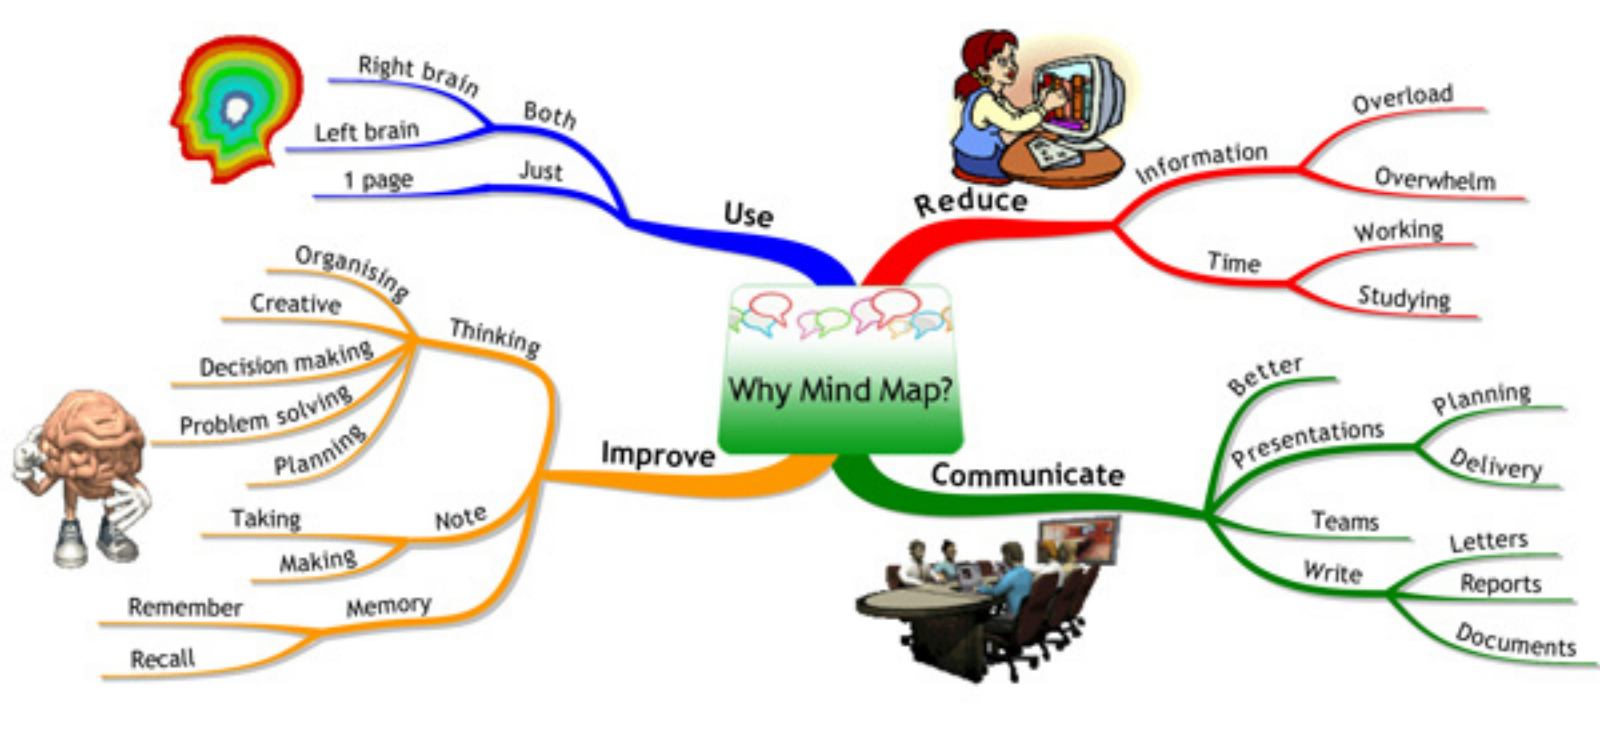 Why Mind Map?
Use
Both
Right brain
Left brain
Just
1 page
Reduce
Information
Overload
Overwhelm
Time
Working
Studying
Improve
Thinking
Organising
Creative
Decision making
Problem solving
Planning
Note
Taking
Making
Memory
Remember
Recall
Communicate
Better
Presentations
Planning
Delivery
Teams
Write
Letters
Reports
Documents